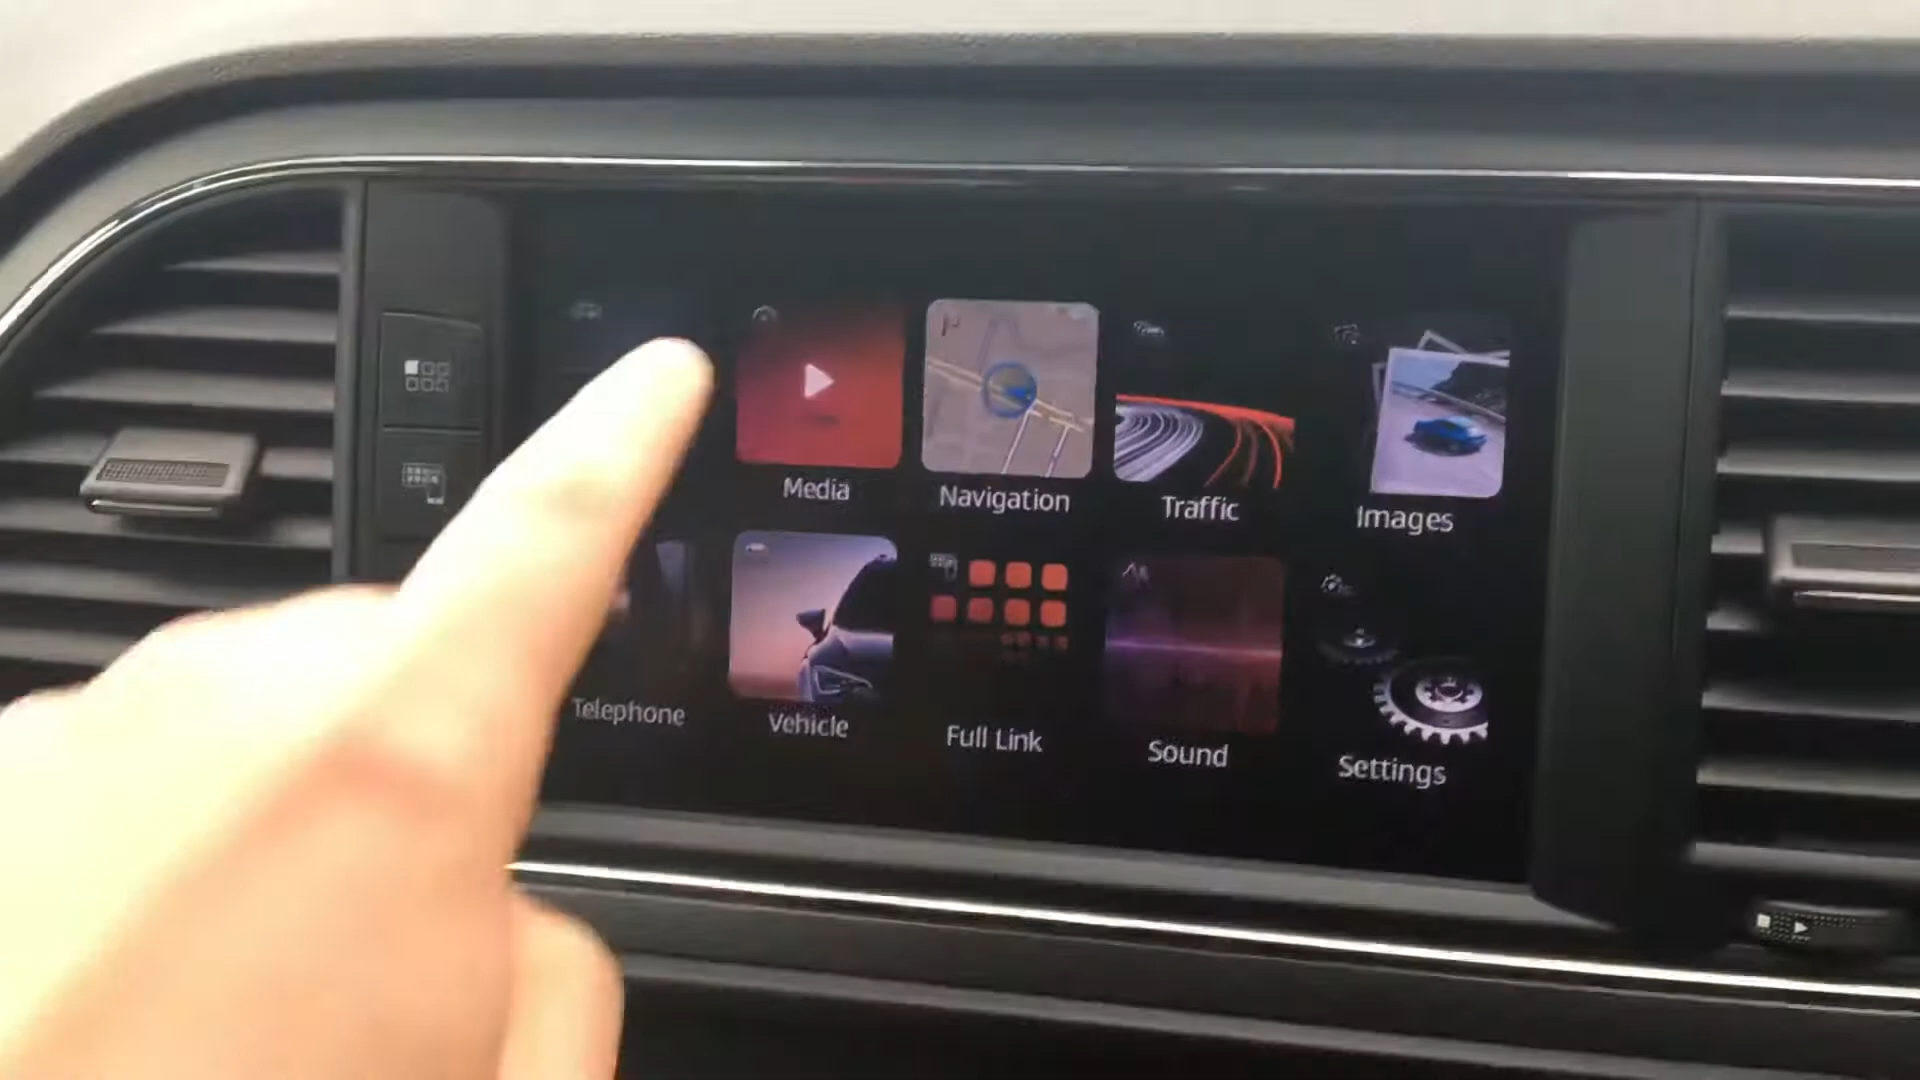 Media
Navigation
Traffic
Images
Telephone
Vehicle
Full Link
Sound
Settings